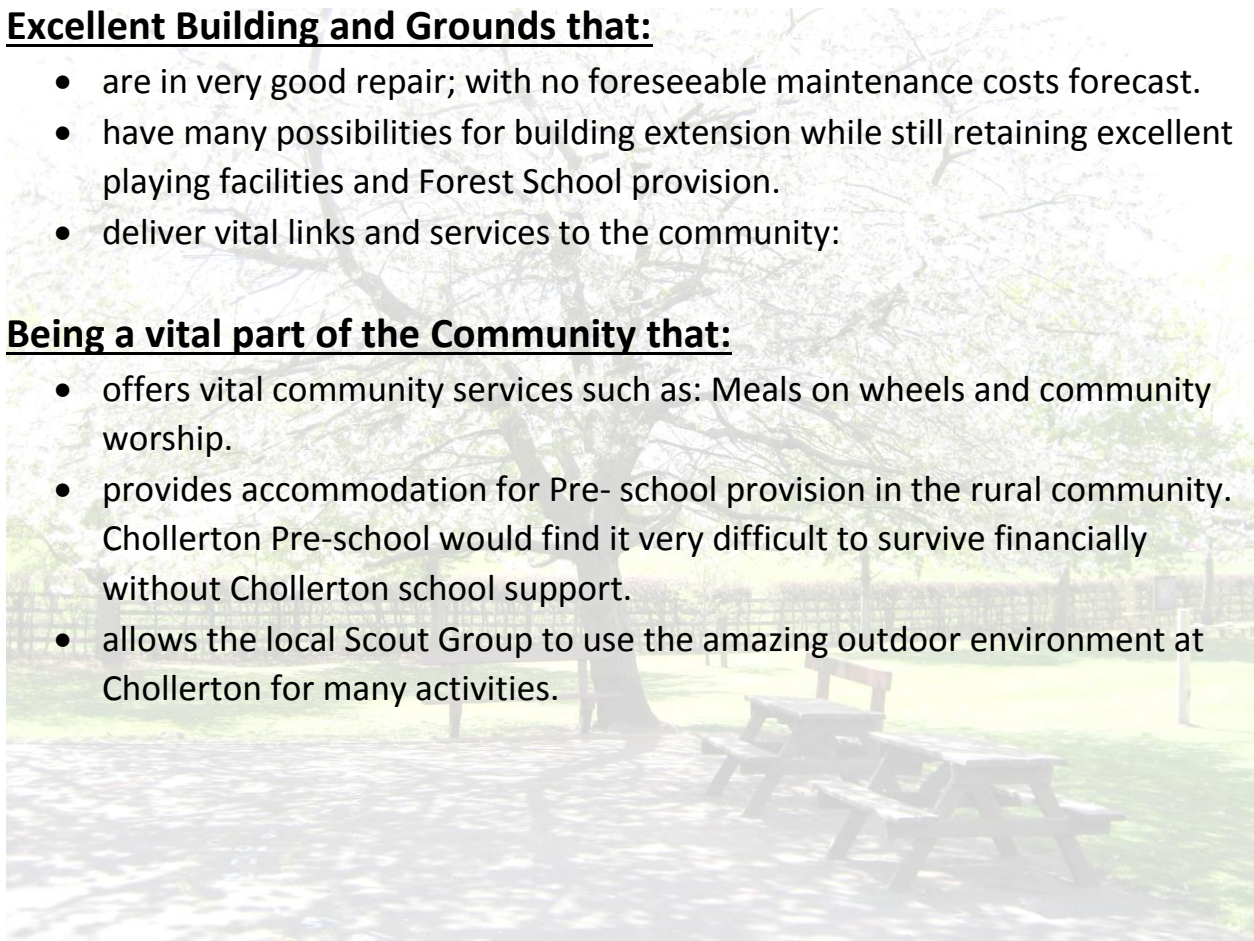 Excellent Building and Grounds that:
• are in very good repair; with no foreseeable maintenance costs forecast.
• have many possibilities for building extension while still retaining excellent
playing facilities and Forest School provision.
• deliver vital links and services to the community:
Being a vital part of the Community that:
• offers vital community services such as: Meals on wheels and community
worship.
• provides accommodation for Pre- school provision in the rural community.
Chollerton Pre-school would find it very difficult to survive financially
without Chollerton school support.
• allows the local Scout Group to use the amazing outdoor environment at
Chollerton for many activities.